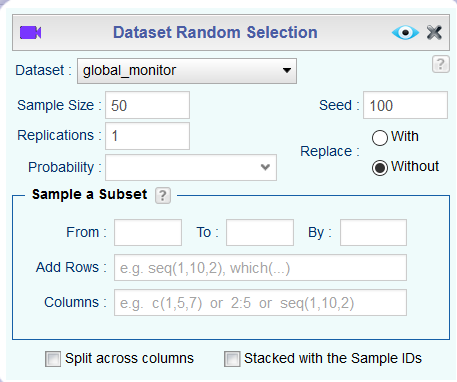 Dataset Random Selection
Dataset : global_monitor
?
Sample Size : 50 Seed : 100
Replications : 1
Replace : With
Probability : Without
Sample a Subset ?
From : To : By :
Add Rows : e.g. seq(1,10,2), which(...)
Columns : e.g. c(1,5,7) or 2:5 or seq(1,10,2)
Split across columns Stacked with the Sample IDs